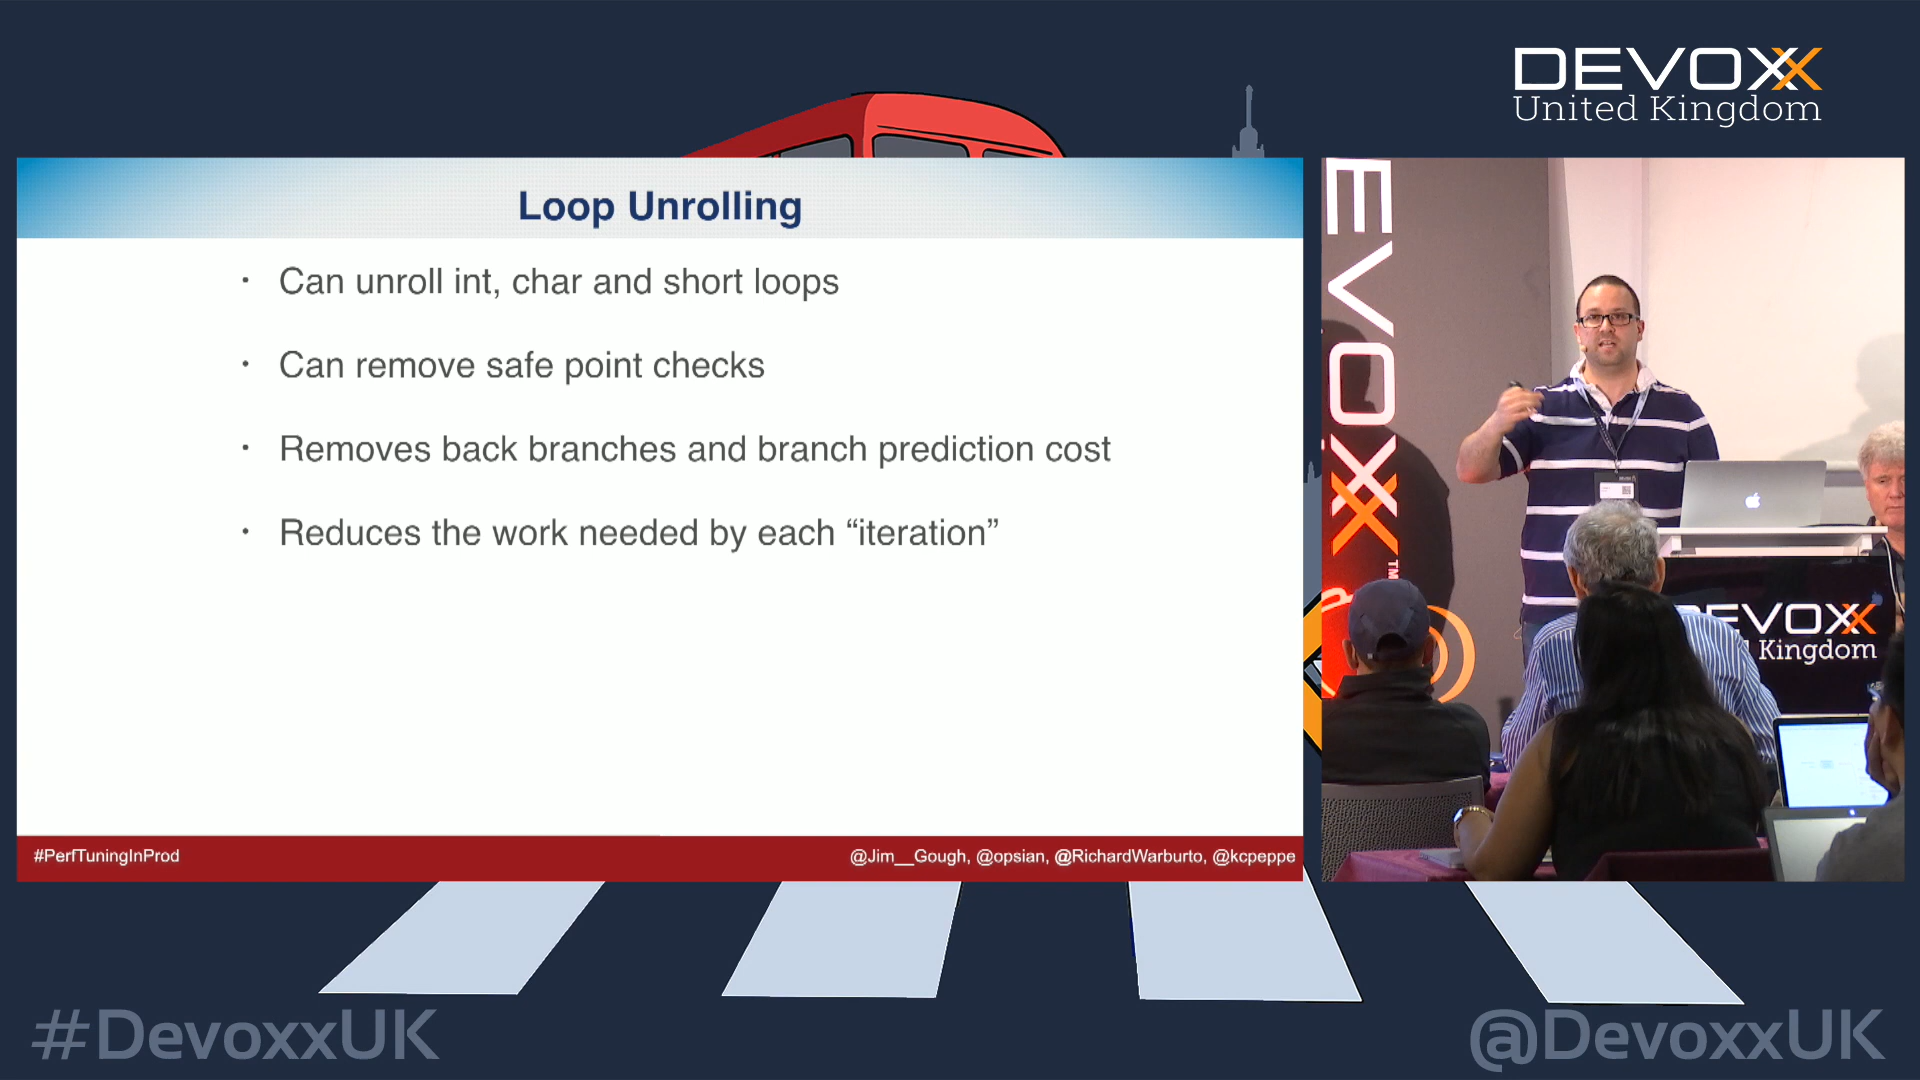 DEVOXX
United Kingdom
Loop Unrolling
• Can unroll int, char and short loops
• Can remove safe point checks
• Removes back branches and branch prediction cost
• Reduces the work needed by each “iteration”
#PerfTuningInProd
@Jim__Gough, @opsian, @RichardWarburto, @kcpeppe
EVOXX™
EVOXX
Kingdom
#DevoxxUK
@DevoxxUK